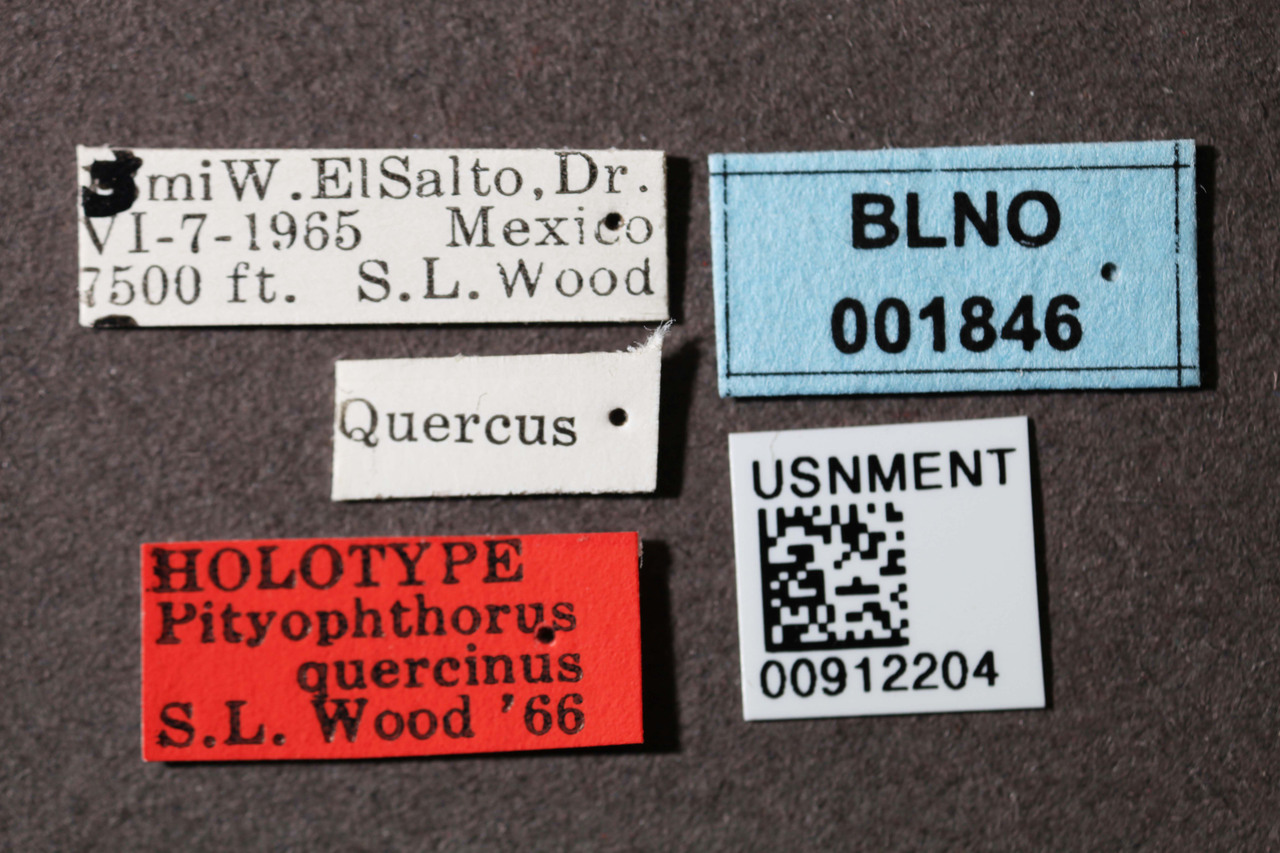 3miW.ElSalto,Dr.
VI-7-1965 Mexico
7500 ft. S.L.Wood
Quercus
HOLOTYPE
Pityophthorus
quercinus
S.L. Wood '66
BLNO
001846
USNMENT
00912204